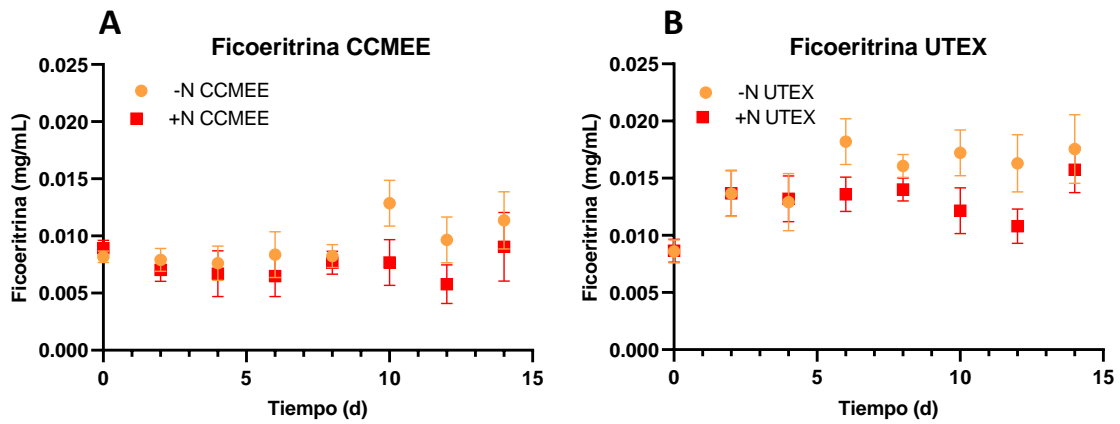 A
Ficoeritrina CCMEE
0.025
0.020
0.015
0.010
0.005
0.000
Ficoeritrina (mg/mL)
-N CCMEE
+N CCMEE
0
5
10
15
Tiempo (d)
B
Ficoeritrina UTEX
0.025
0.020
0.015
0.010
0.005
0.000
Ficoeritrina (mg/mL)
-N UTEX
+N UTEX
0
5
10
15
Tiempo (d)